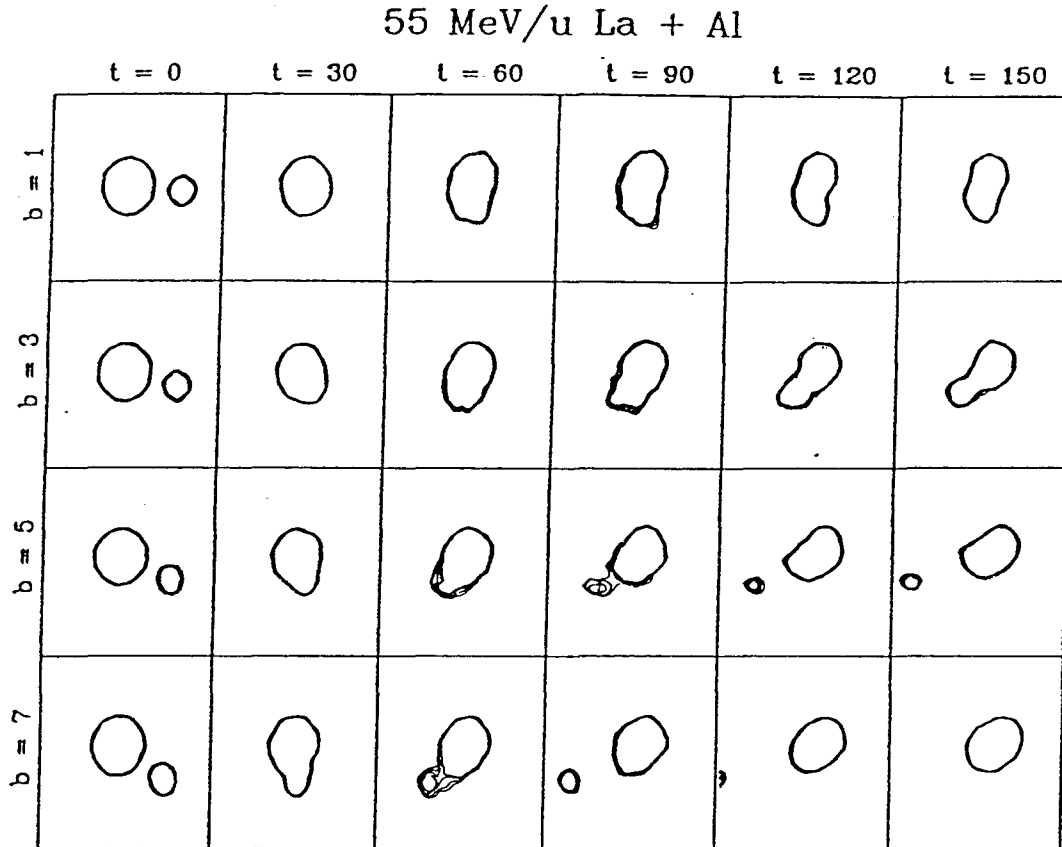 55 MeV/u La + Al
t = 0 t = 30 t = 60 t = 90 t = 120 t = 150
b = 1
b = 3
b = 5
b = 7